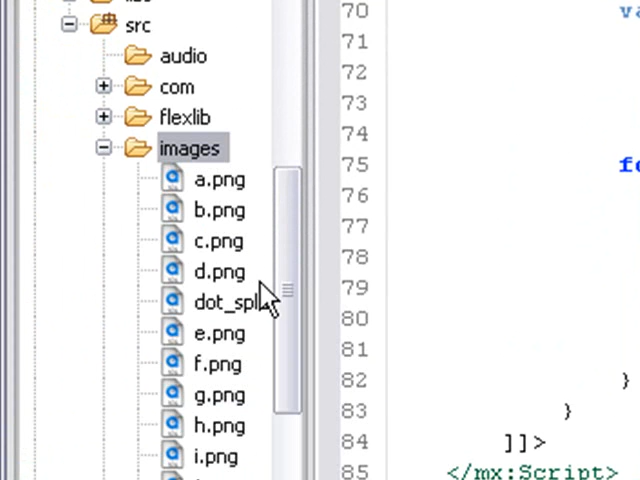 src
audio
com
flexlib
images
a.png
b.png
c.png
d.png
e.png
f.png
g.png
h.png
i.png
70
71
72
73
74
75
76
77
78
79
80
81
82 }
83 }
84 ]]>
85 </mx:Script>